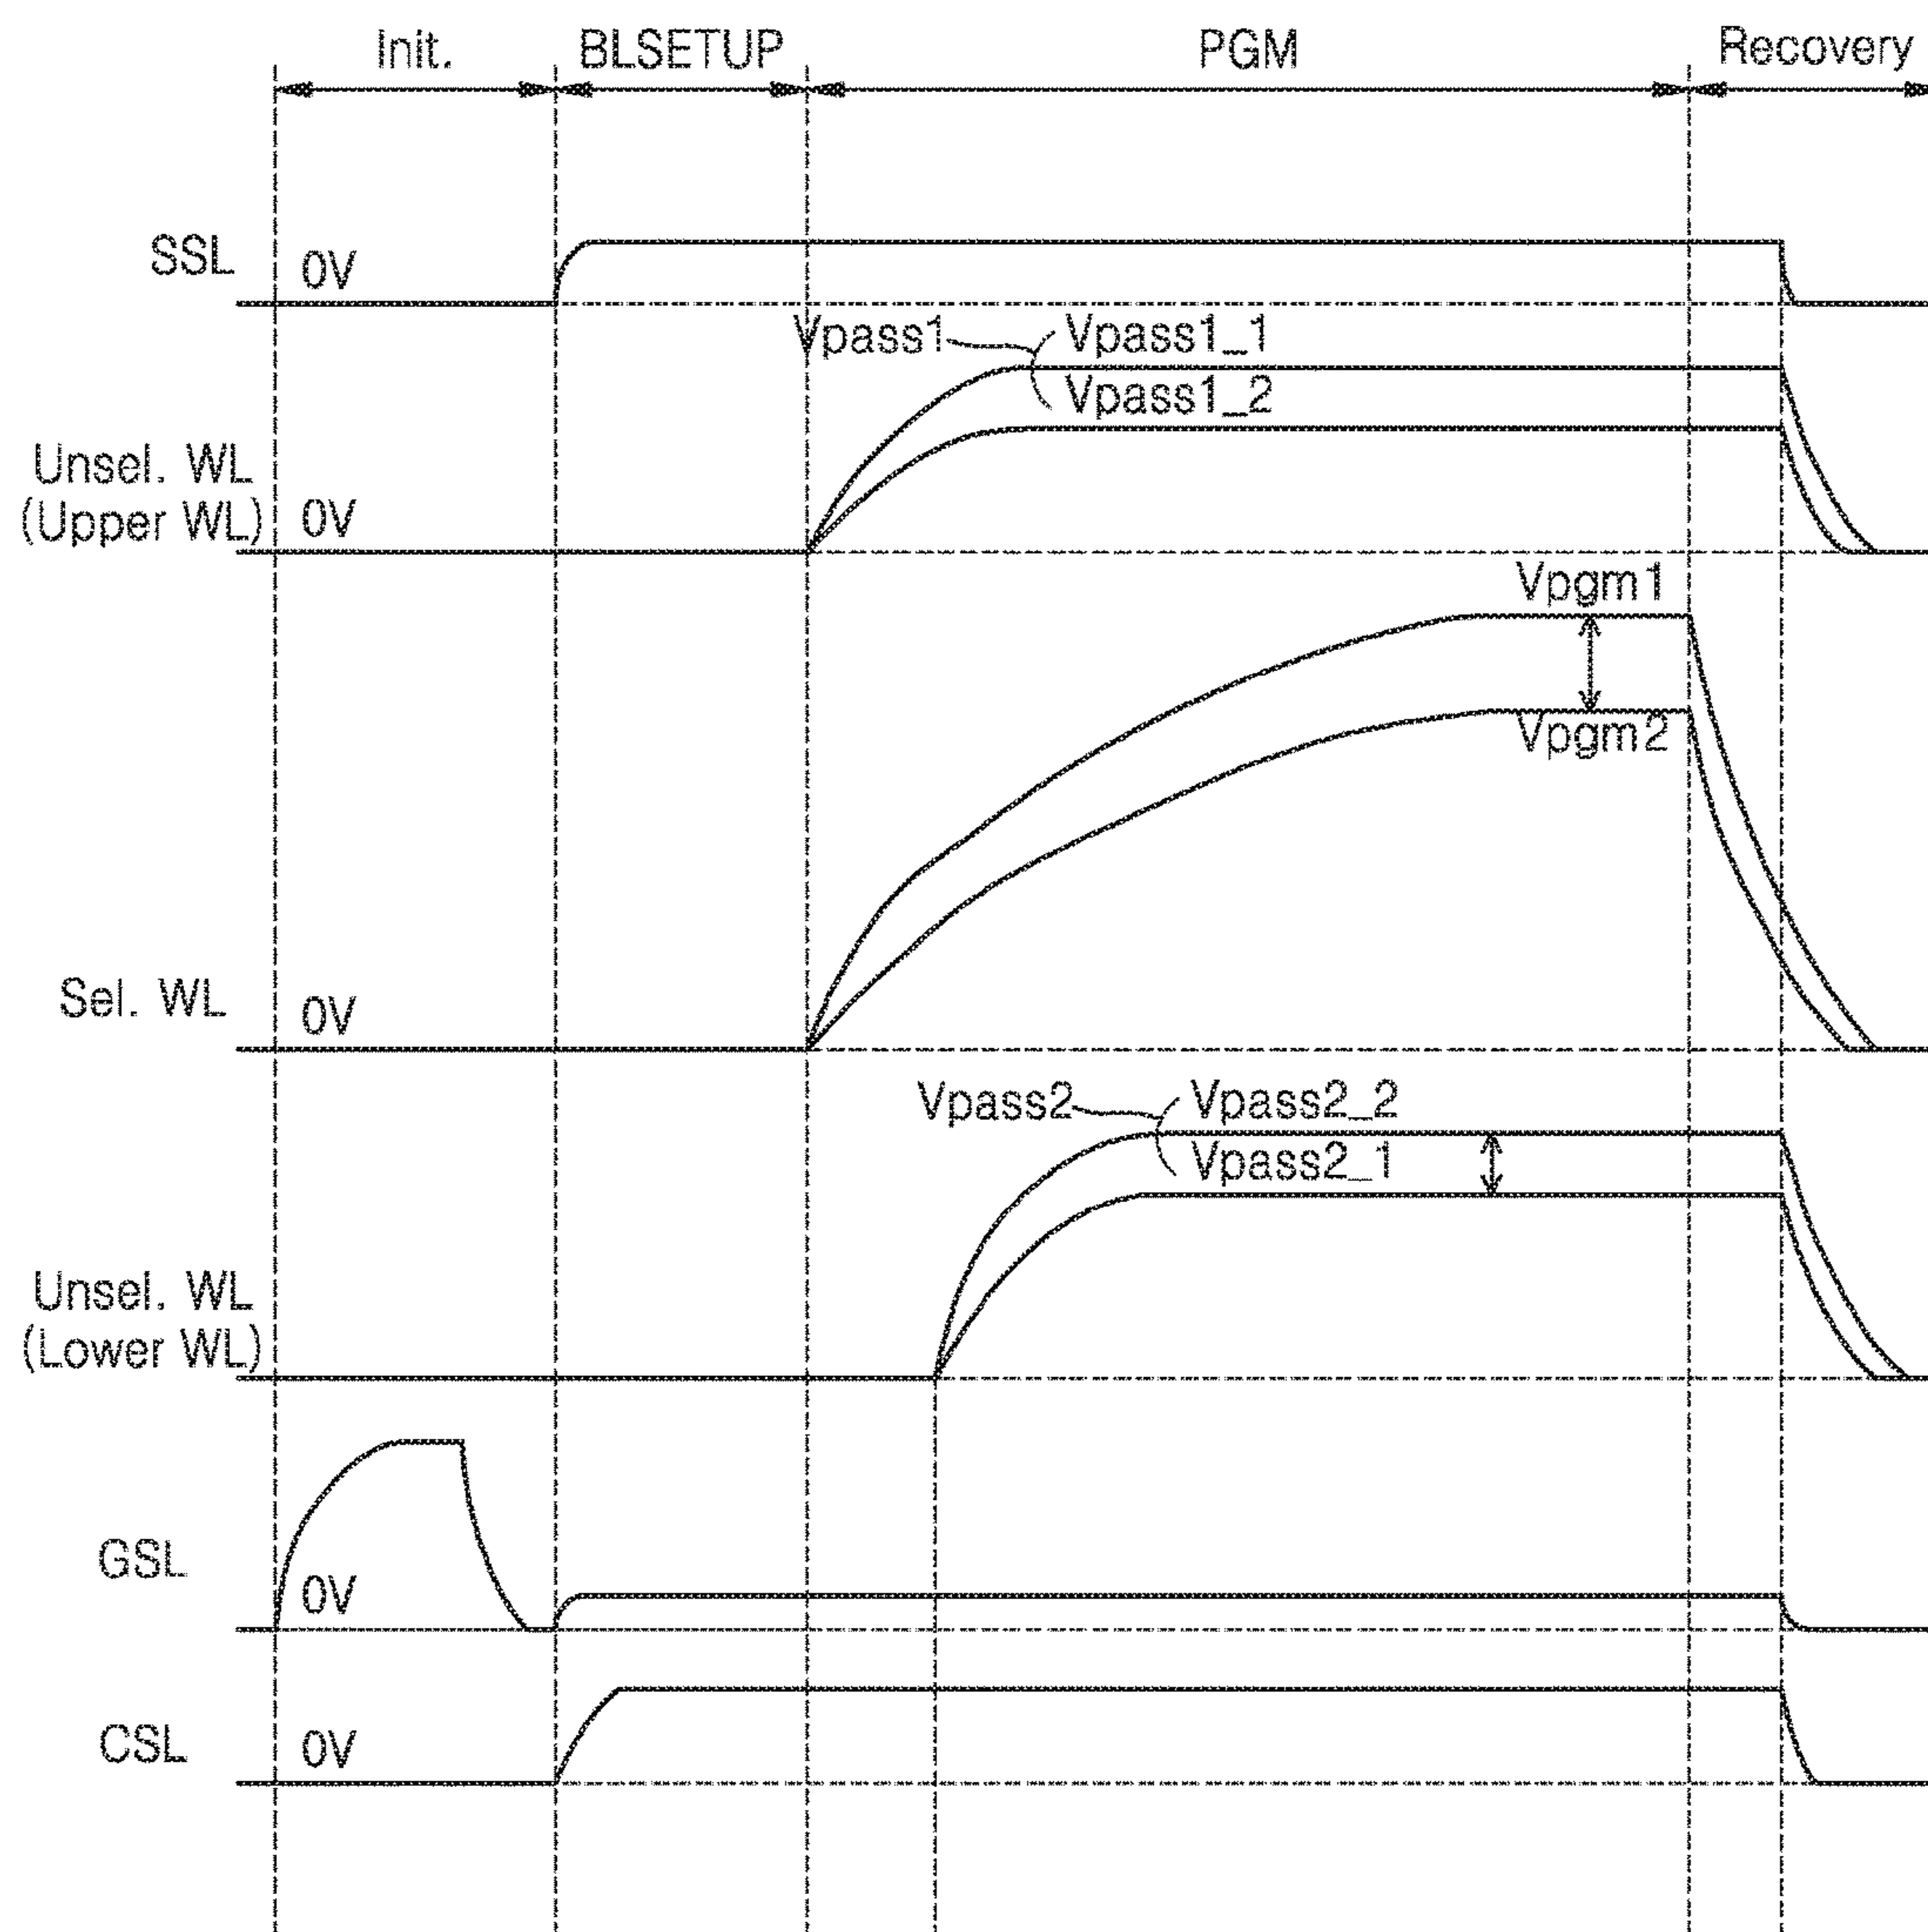 Init.
BLSETUP
PGM
Recovery
SSL
0V
Vpass1
Vpass1_1
Vpass1_2
Unsel. WL
(Upper WL)
0V
Vpgm1
Vpgm2
Sel. WL
0V
Vpass2
Vpass2_2
Vpass2_1
Unsel. WL
(Lower WL)
GSL
0V
CSL
0V